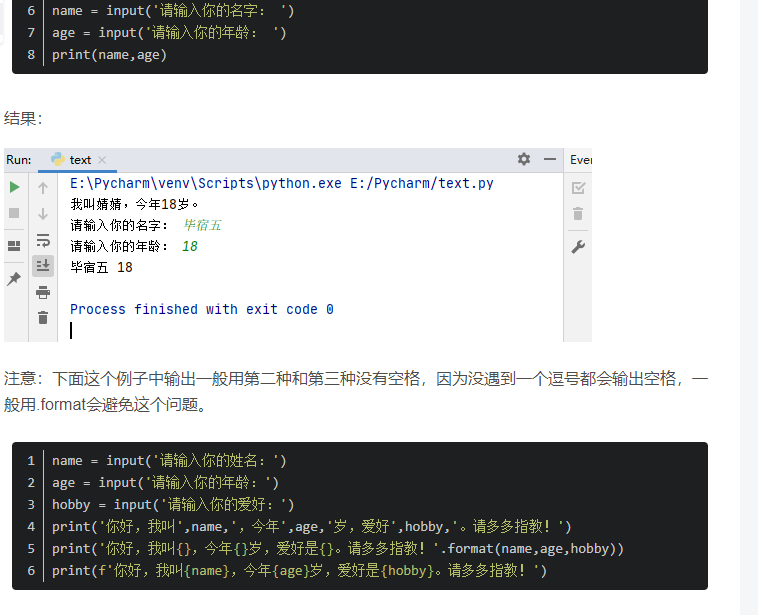 6 name = input('请输入你的名字： ')
7 age = input('请输入你的年龄： ')
8 print(name,age)
结果：
Run: text Ever
E:\Pycharm\venv\Scripts\python.exe E:/Pycharm/text.py
我叫婧婧，今年18岁。
请输入你的名字： 毕宿五
请输入你的年龄： 18
毕宿五 18
Process finished with exit code 0
注意：下面这个例子中输出一般用第二种和第三种没有空格，因为没遇到一个逗号都会输出空格，一
般用.format会避免这个问题。
1 name = input('请输入你的姓名：')
2 age = input('请输入你的年龄：')
3 hobby = input('请输入你的爱好：')
4 print('你好，我叫',name,'，今年',age,'岁，爱好',hobby,'。请多多指教！')
5 print('你好，我叫{}，今年{}岁，爱好是{}。请多多指教！'.format(name,age,hobby))
6 print(f'你好，我叫{name}，今年{age}岁，爱好是{hobby}。请多多指教！')